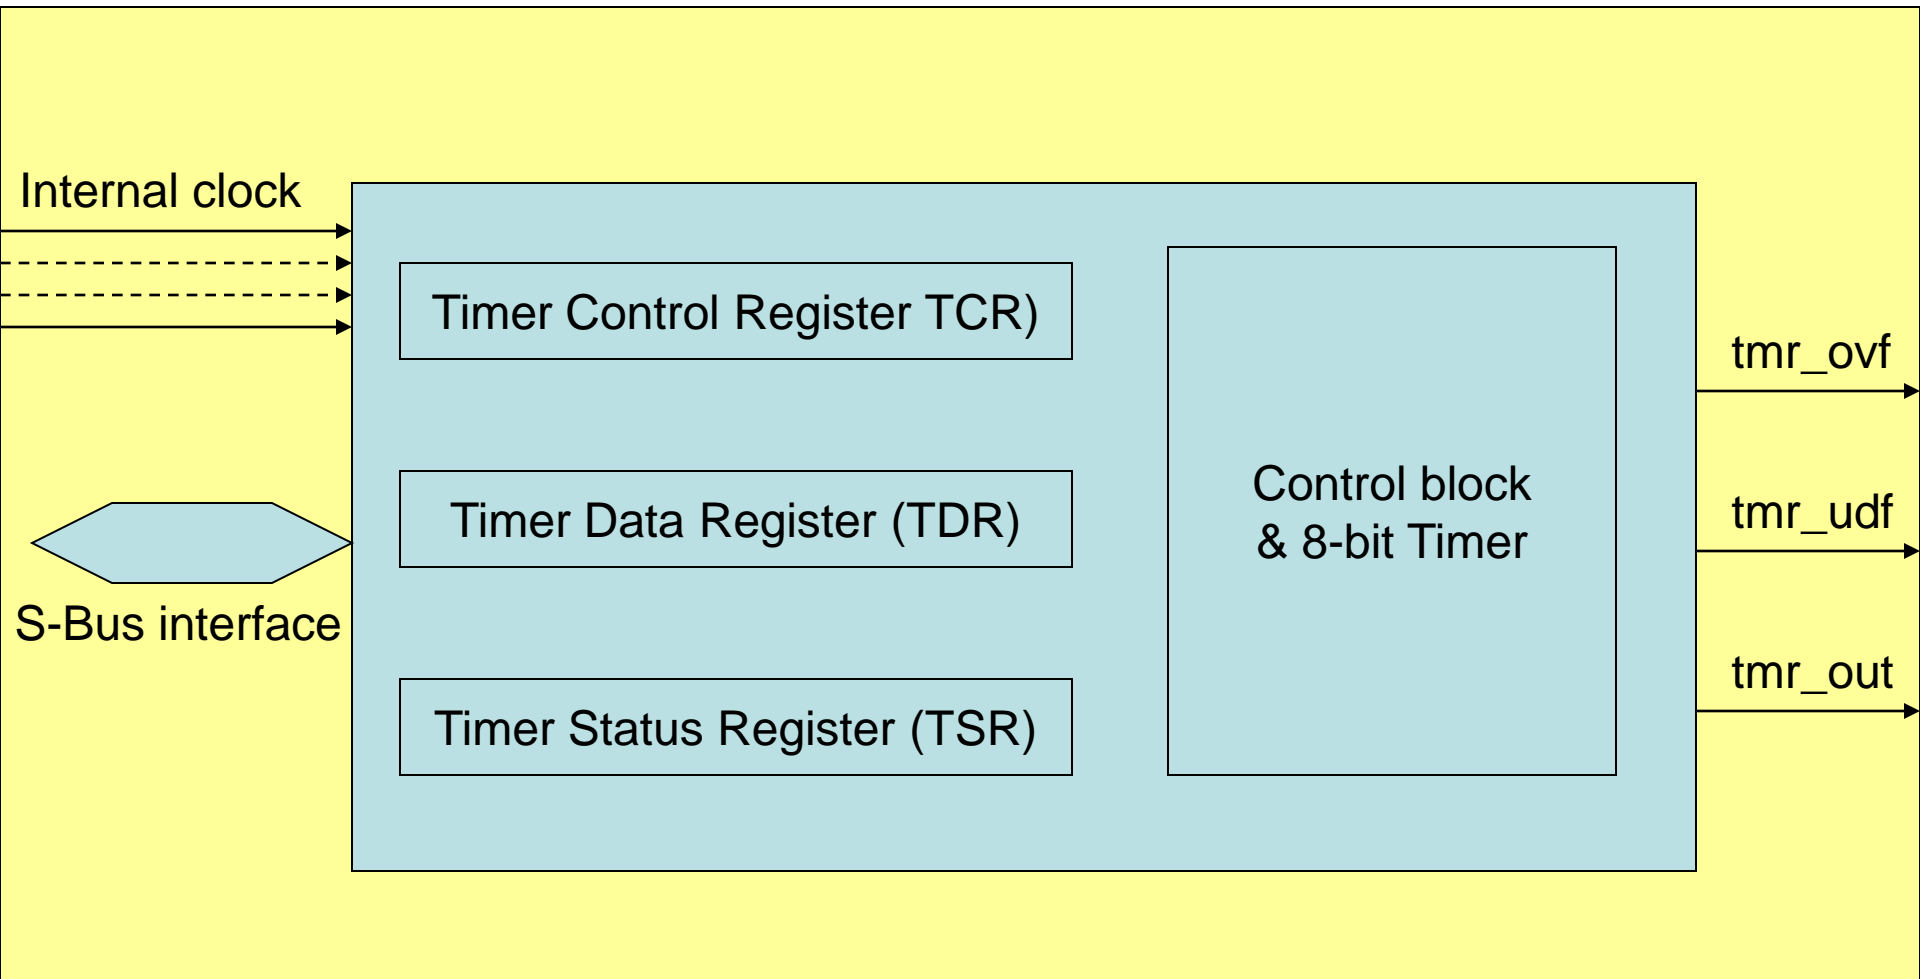 Internal clock
Timer Control Register TCR)
tmr_ovf
Control block
& 8-bit Timer
Timer Data Register (TDR)
tmr_udf
S-Bus interface
tmr_out
Timer Status Register (TSR)